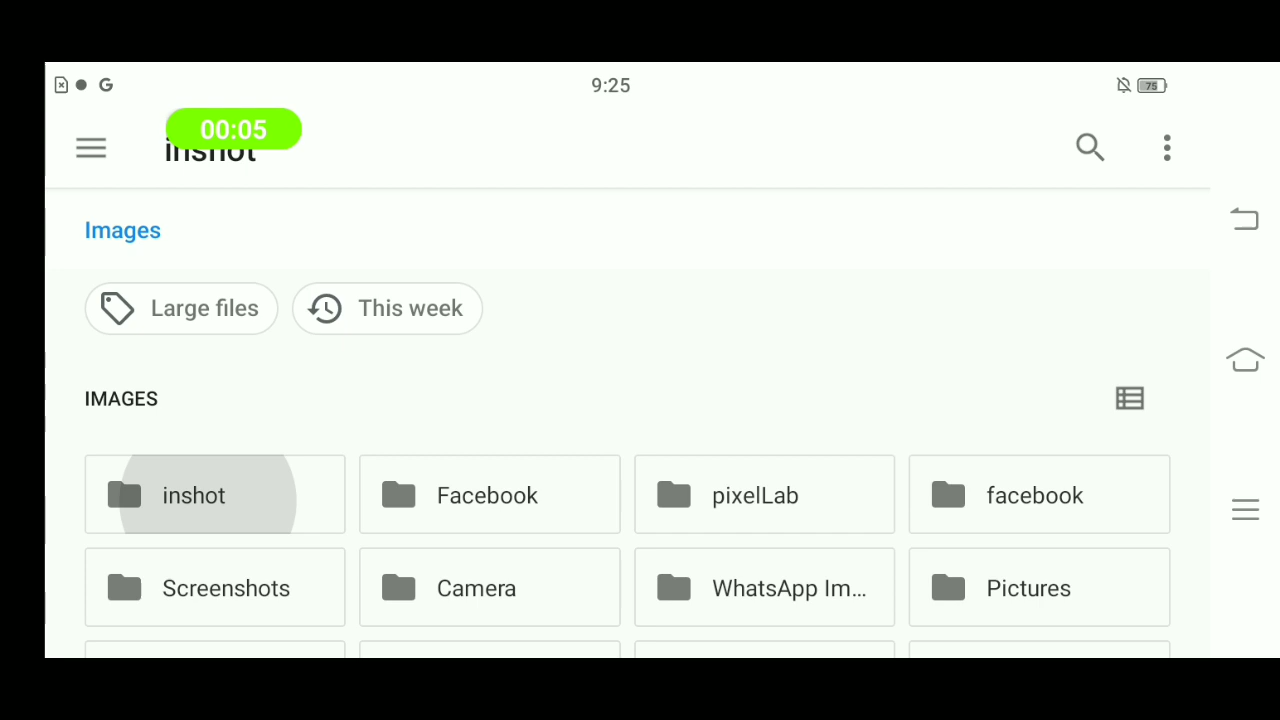 9:25
75
00:05
inshot
Images
Large files
This week
IMAGES
inshot
Facebook
pixelLab
facebook
Screenshots
Camera
WhatsApp Im...
Pictures